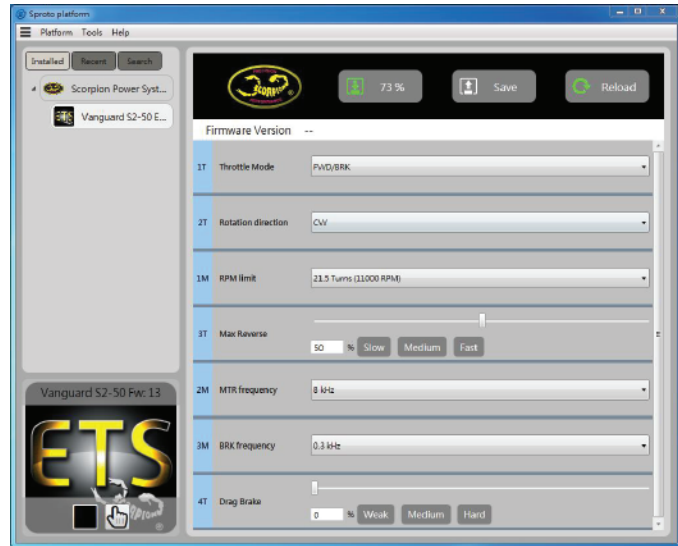 Sproto platform
Platform Tools Help
Installed Recent Search
Scorpion Power Syst...
Vanguard S2-50 E...
SCORPION
73 %
Save
Reload
Firmware Version --
1T Throttle Mode FWD/BRK
2T Rotation direction CW
1M RPM limit 21.5 Turns (11000 RPM)
3T Max Reverse
50 % Slow Medium Fast
2M MTR frequency 8 kHz
3M BRK frequency 0.3 kHz
4T Drag Brake
0 % Weak Medium Hard
Vanguard S2-50 Fw: 13
ETS